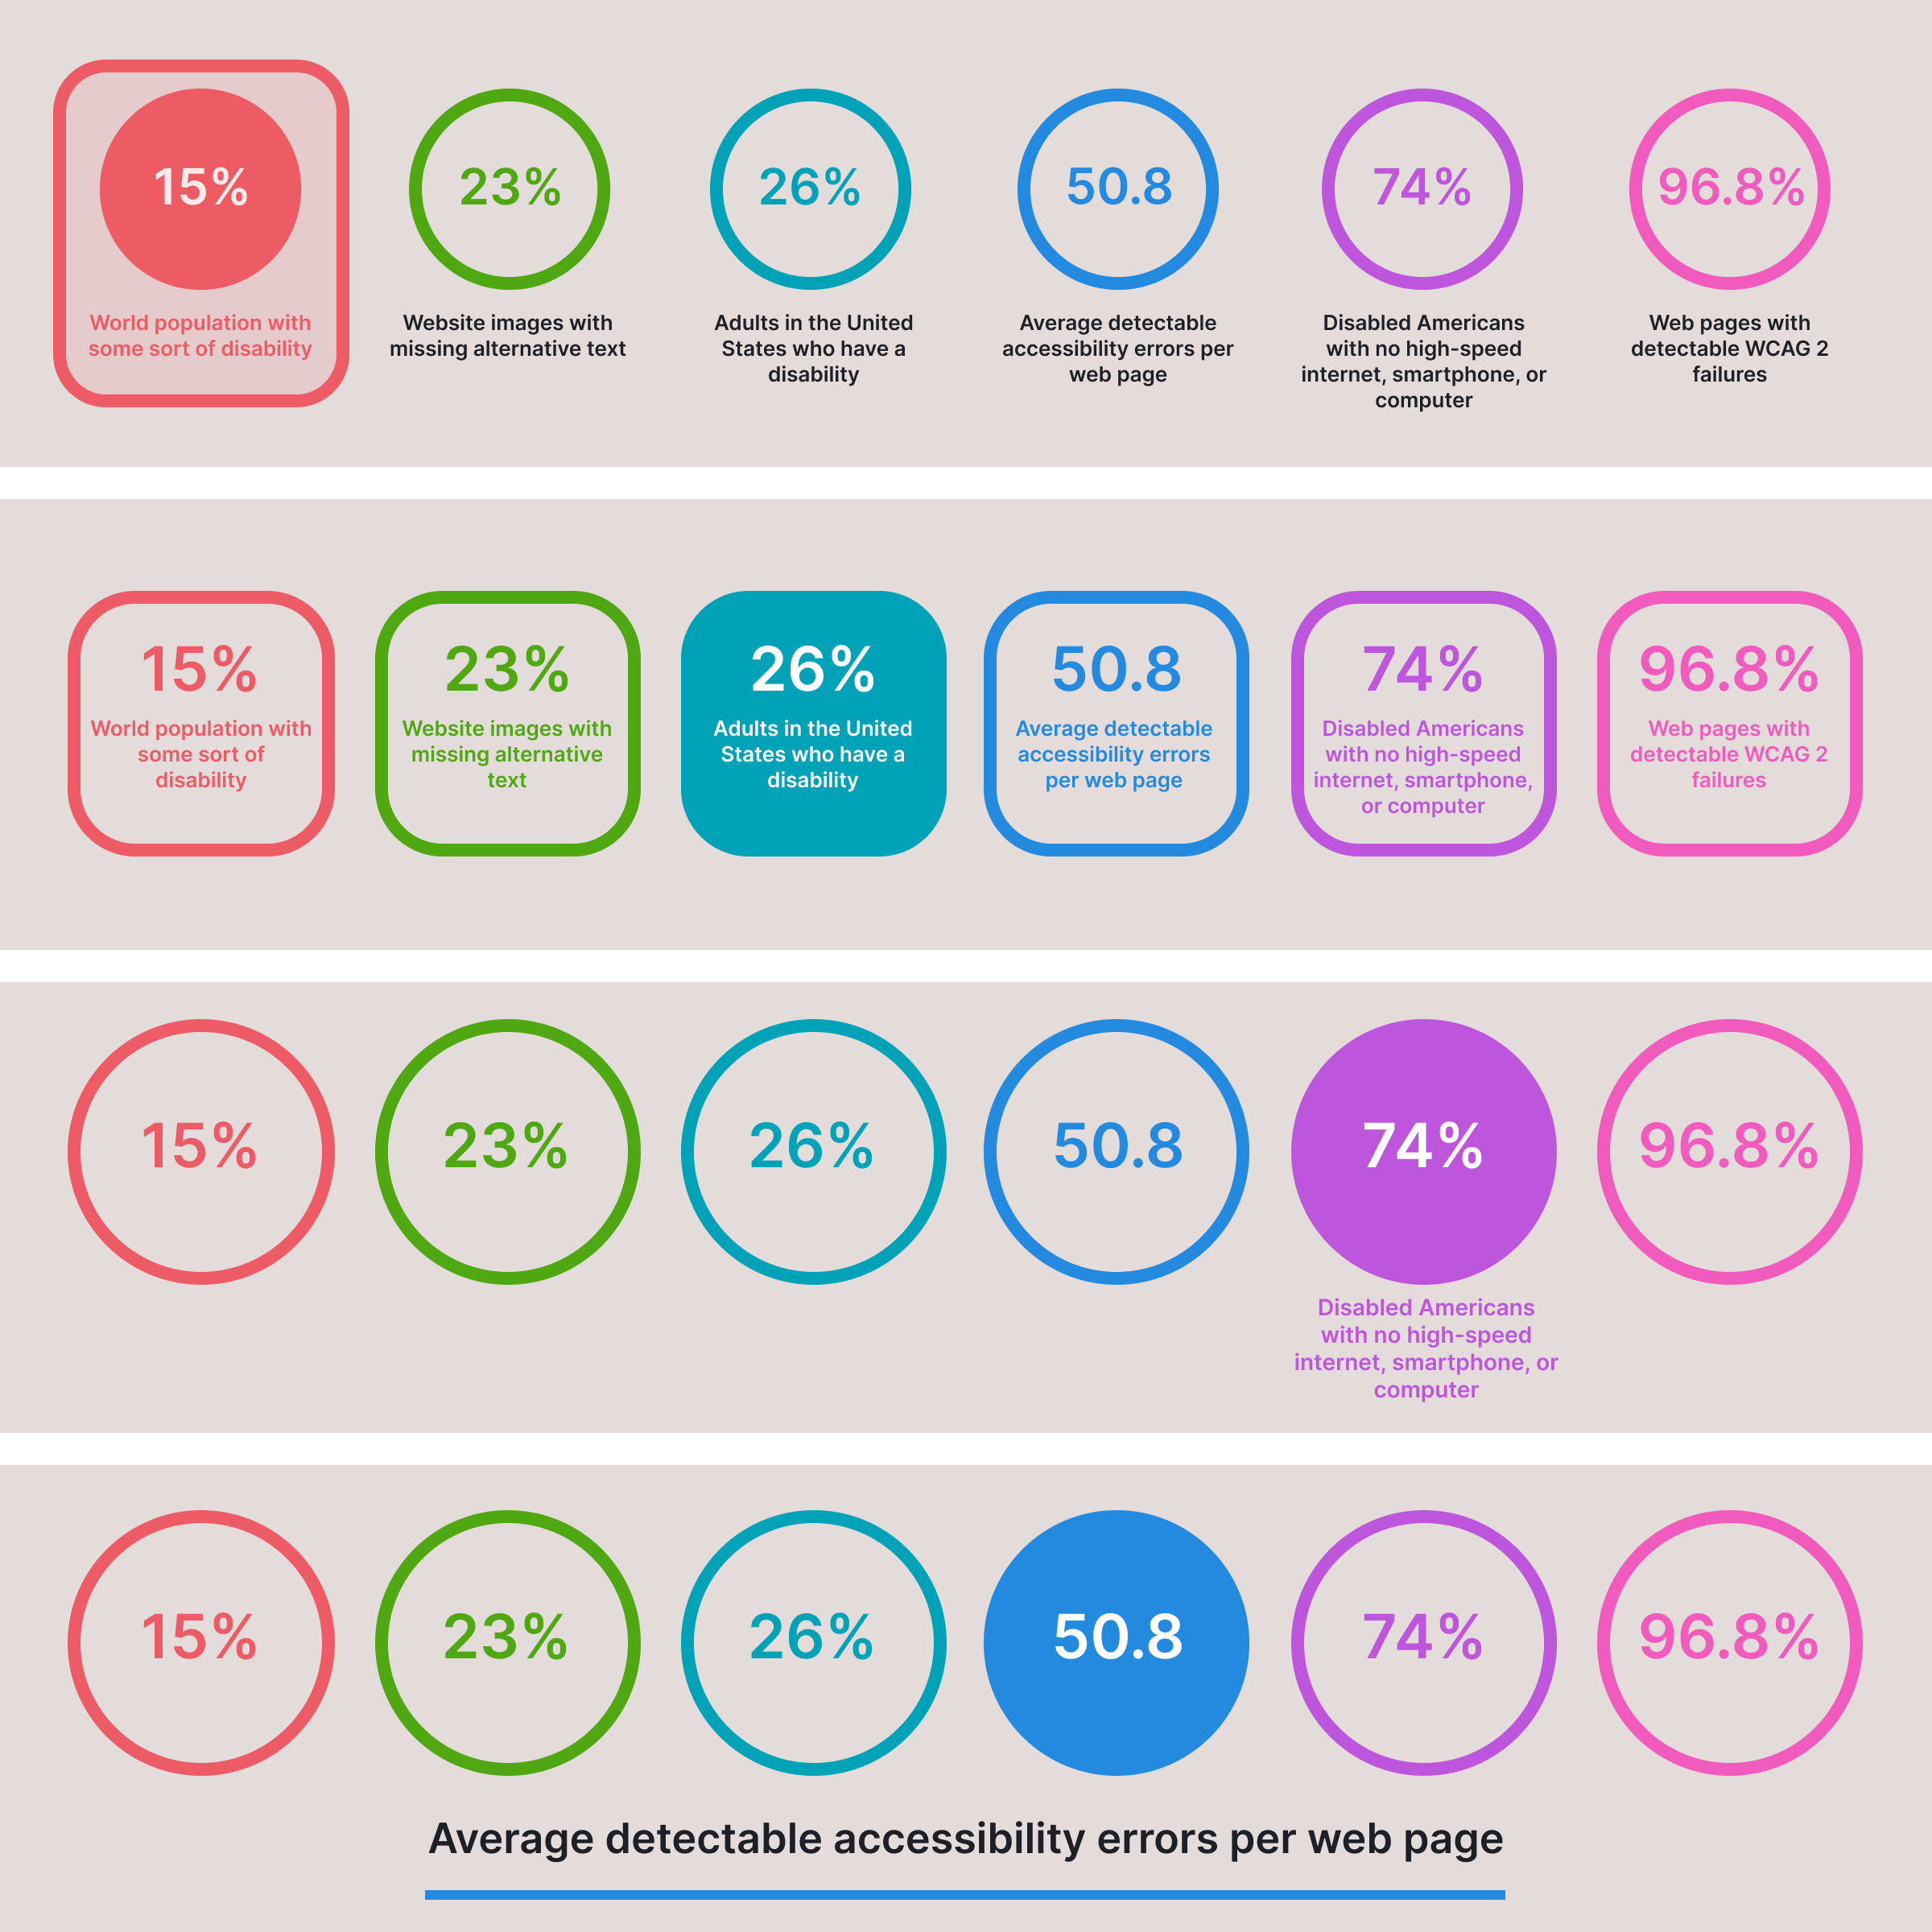 15%
23%
26%
50.8
74%
96.8%
World population with
some sort of disability
Website images with
missing alternative text
Adults in the United
States who have a
disability
Average detectable
accessibility errors per
web page
Disabled Americans
with no high-speed
internet, smartphone, or
computer
Web pages with
detectable WCAG 2
failures
15%
World population with
some sort of
disability
23%
Website images with
missing alternative
text
26%
Adults in the United
States who have a
disability
50.8
Average detectable
accessibility errors
per web page
74%
Disabled Americans
with no high-speed
internet, smartphone,
or computer
96.8%
Web pages with
detectable WCAG 2
failures
15%
23%
26%
50.8
74%
96.8%
Disabled Americans
with no high-speed
internet, smartphone, or
computer
15%
23%
26%
50.8
74%
96.8%
Average detectable accessibility errors per web page